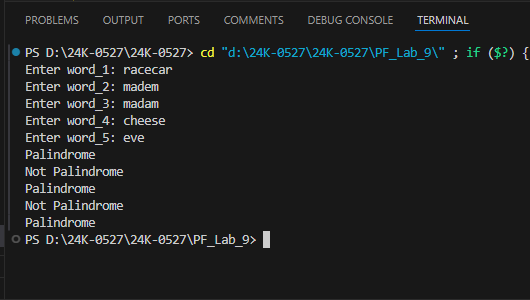 PROBLEMS OUTPUT PORTS COMMENTS DEBUG CONSOLE TERMINAL
PS D:\24K-0527\24K-0527> cd "d:\24K-0527\24K-0527\PF_Lab_9\" ; if ($?) {
Enter word_1: racecar
Enter word_2: madem
Enter word_3: madam
Enter word_4: cheese
Enter word_5: eve
Palindrome
Not Palindrome
Palindrome
Not Palindrome
Palindrome
PS D:\24K-0527\24K-0527\PF_Lab_9>